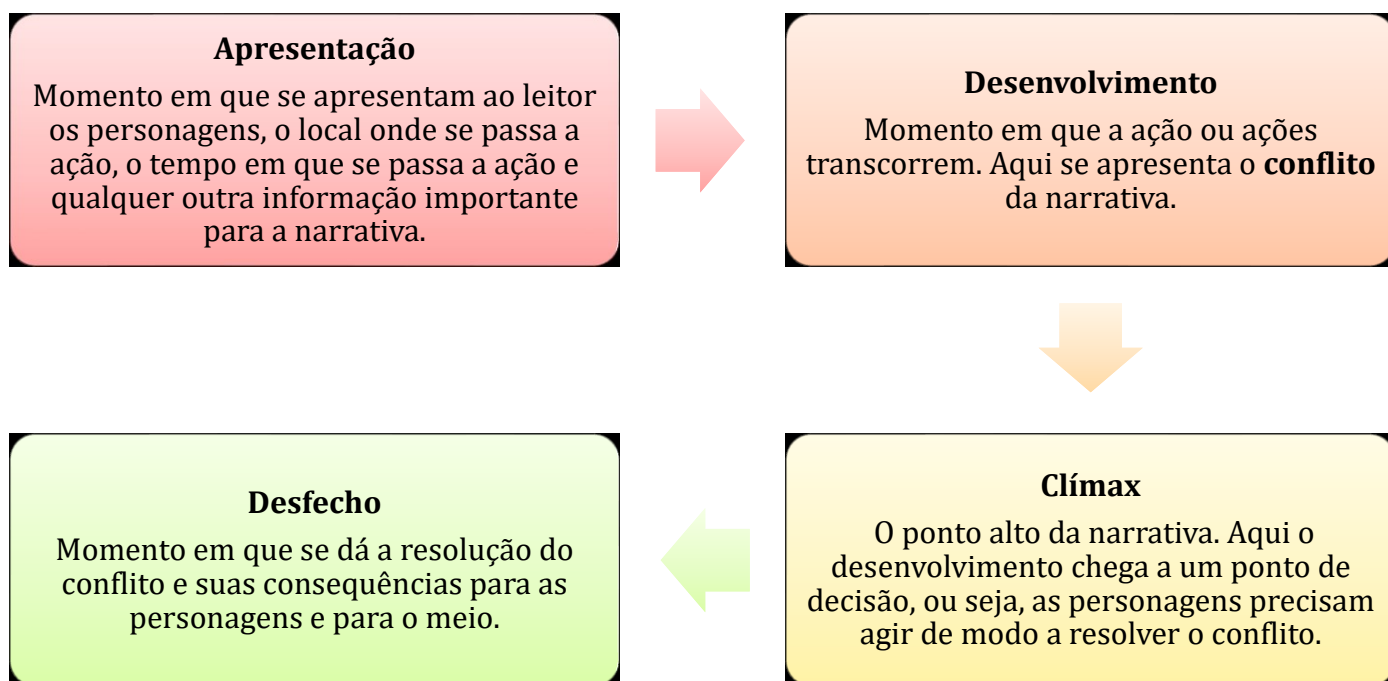 Apresentação
Momento em que se apresentam ao leitor
os personagens, o local onde se passa a
ação, o tempo em que se passa a ação e
qualquer outra informação importante
para a narrativa.
Desenvolvimento
Momento em que a ação ou ações
transcorrem. Aqui se apresenta o conflito
da narrativa.
Clímax
O ponto alto da narrativa. Aqui o
desenvolvimento chega a um ponto de
decisão, ou seja, as personagens precisam
agir de modo a resolver o conflito.
Desfecho
Momento em que se dá a resolução do
conflito e suas consequências para as
personagens e para o meio.